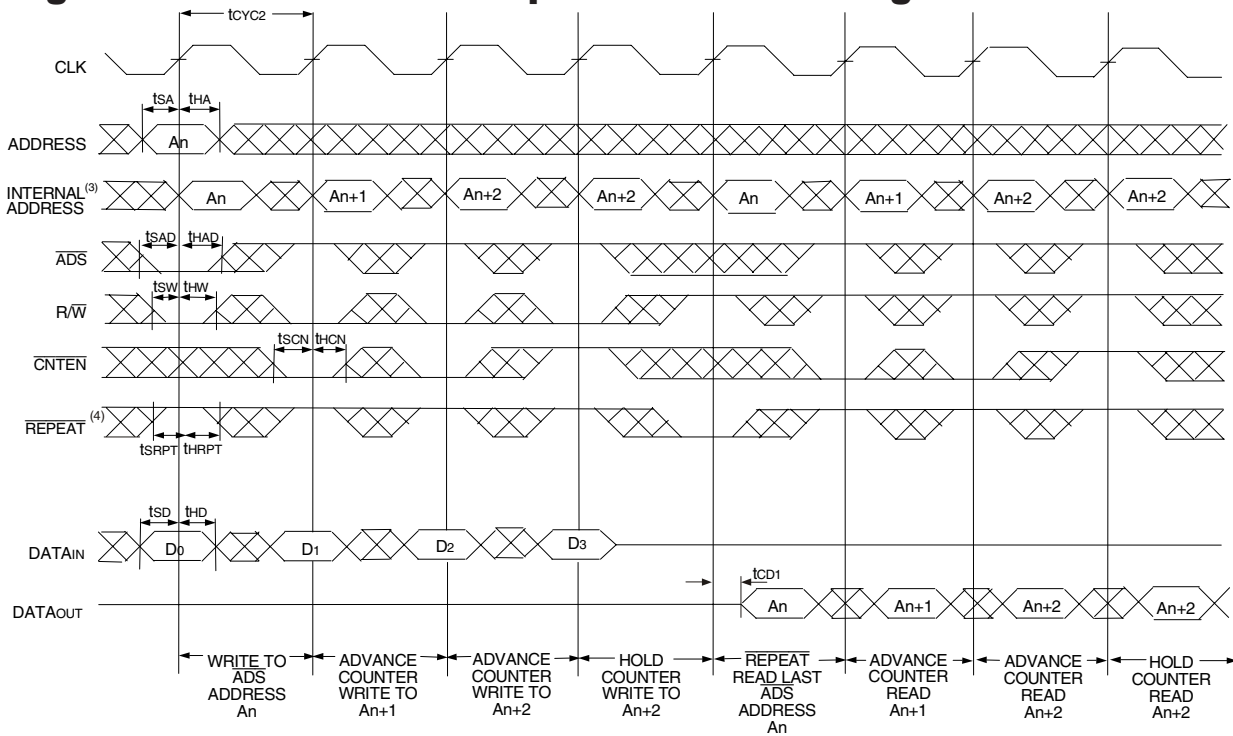 tCYC2
CLK
tSA tHA
ADDRESS An
INTERNAL(3)
ADDRESS
An An+1 An+2 An+2 An An+1 An+2 An+2
tSAD tHAD
ADS
tSW tHW
R/W
tSCN tHCN
CNTEN
REPEAT (4)
tSRPT tHRPT
tSD tHD
DATAIN D0 D1 D2 D3
tCD1
DATAOUT An An+1 An+2 An+2
WRITE TO
ADS
ADDRESS
An
ADVANCE
COUNTER
WRITE TO
An+1
ADVANCE
COUNTER
WRITE TO
An+2
HOLD
COUNTER
WRITE TO
An+2
REPEAT
READ LAST
ADS
ADDRESS
An
ADVANCE
COUNTER
READ
An+1
ADVANCE
COUNTER
READ
An+2
HOLD
COUNTER
READ
An+2